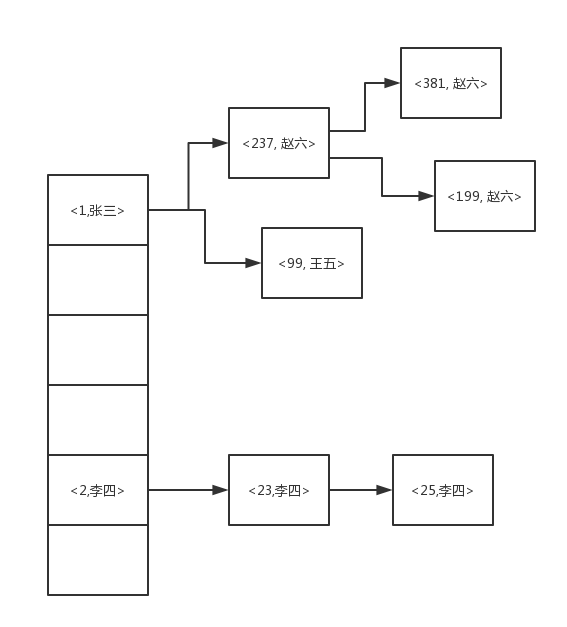 <381, 赵六>
<237, 赵六>
<199, 赵六>
<1,张三>
<99, 王五>
<2,李四>
<23,李四>
<25,李四>